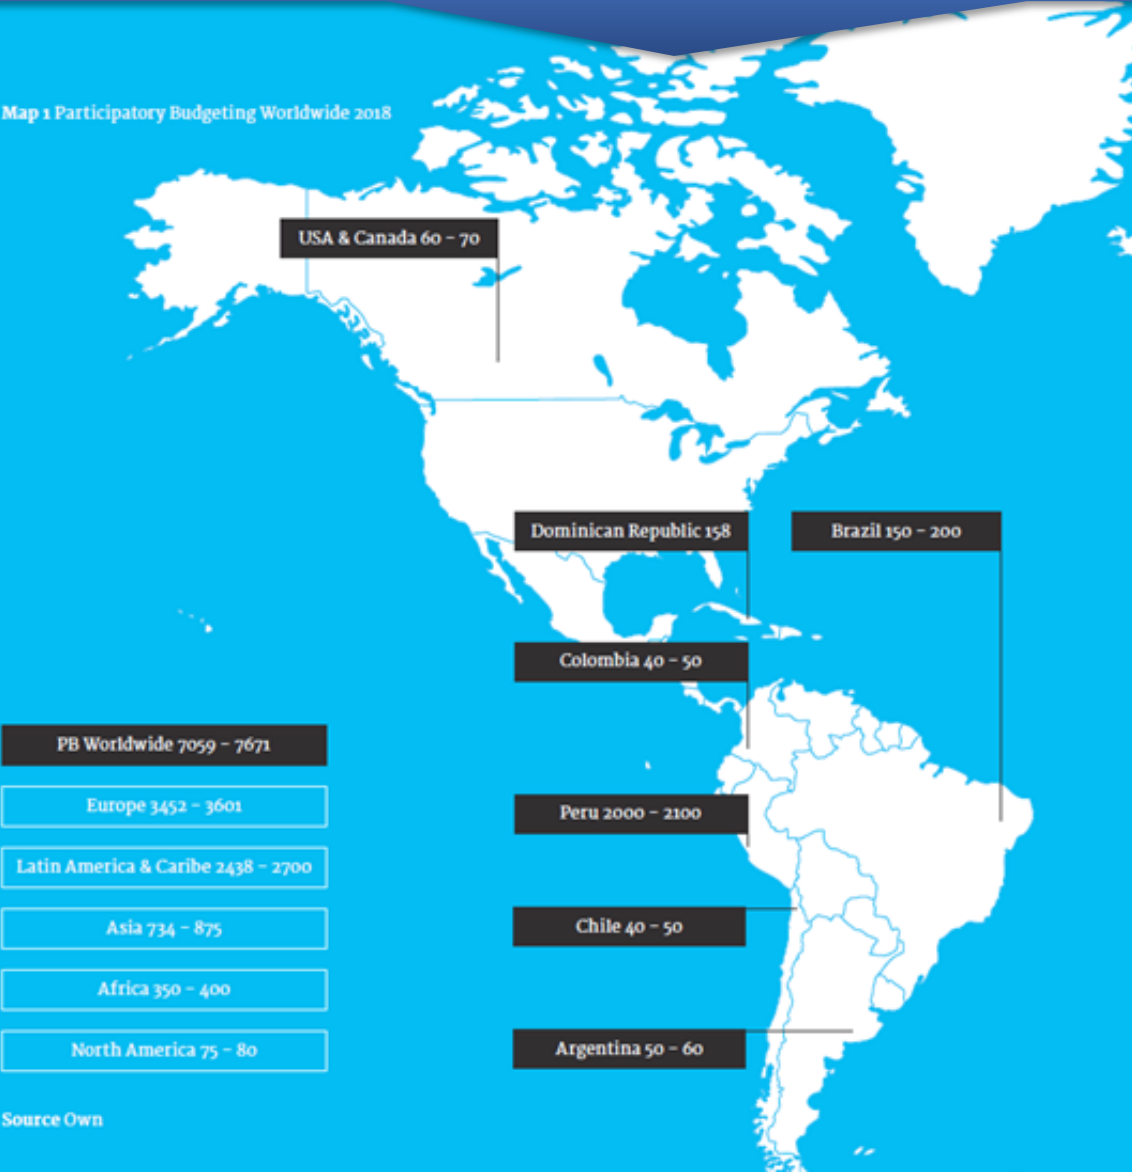 Map 1 Participatory Budgeting Worldwide 2018
USA & Canada 60 – 70
Dominican Republic 158
Brazil 150 – 200
Colombia 40 – 50
PB Worldwide 7059 – 7671
Europe 3452 – 3601
Peru 2000 – 2100
Latin America & Caribe 2438 – 2700
Asia 734 – 875
Chile 40 – 50
Africa 350 – 400
North America 75 – 80
Argentina 50 – 60
Source Own